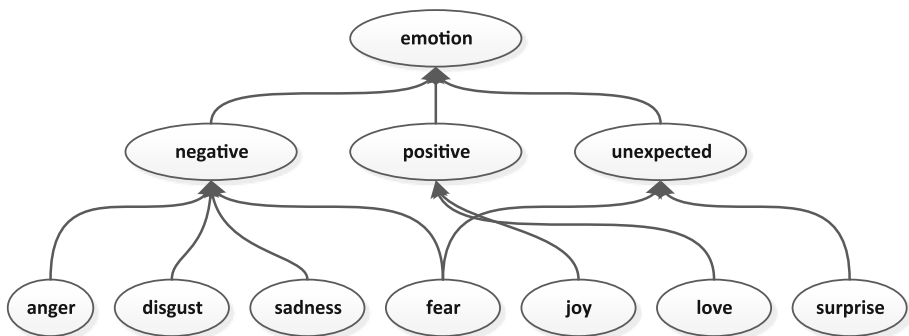 emotion
negative
positive
unexpected
anger
disgust
sadness
fear
joy
love
surprise